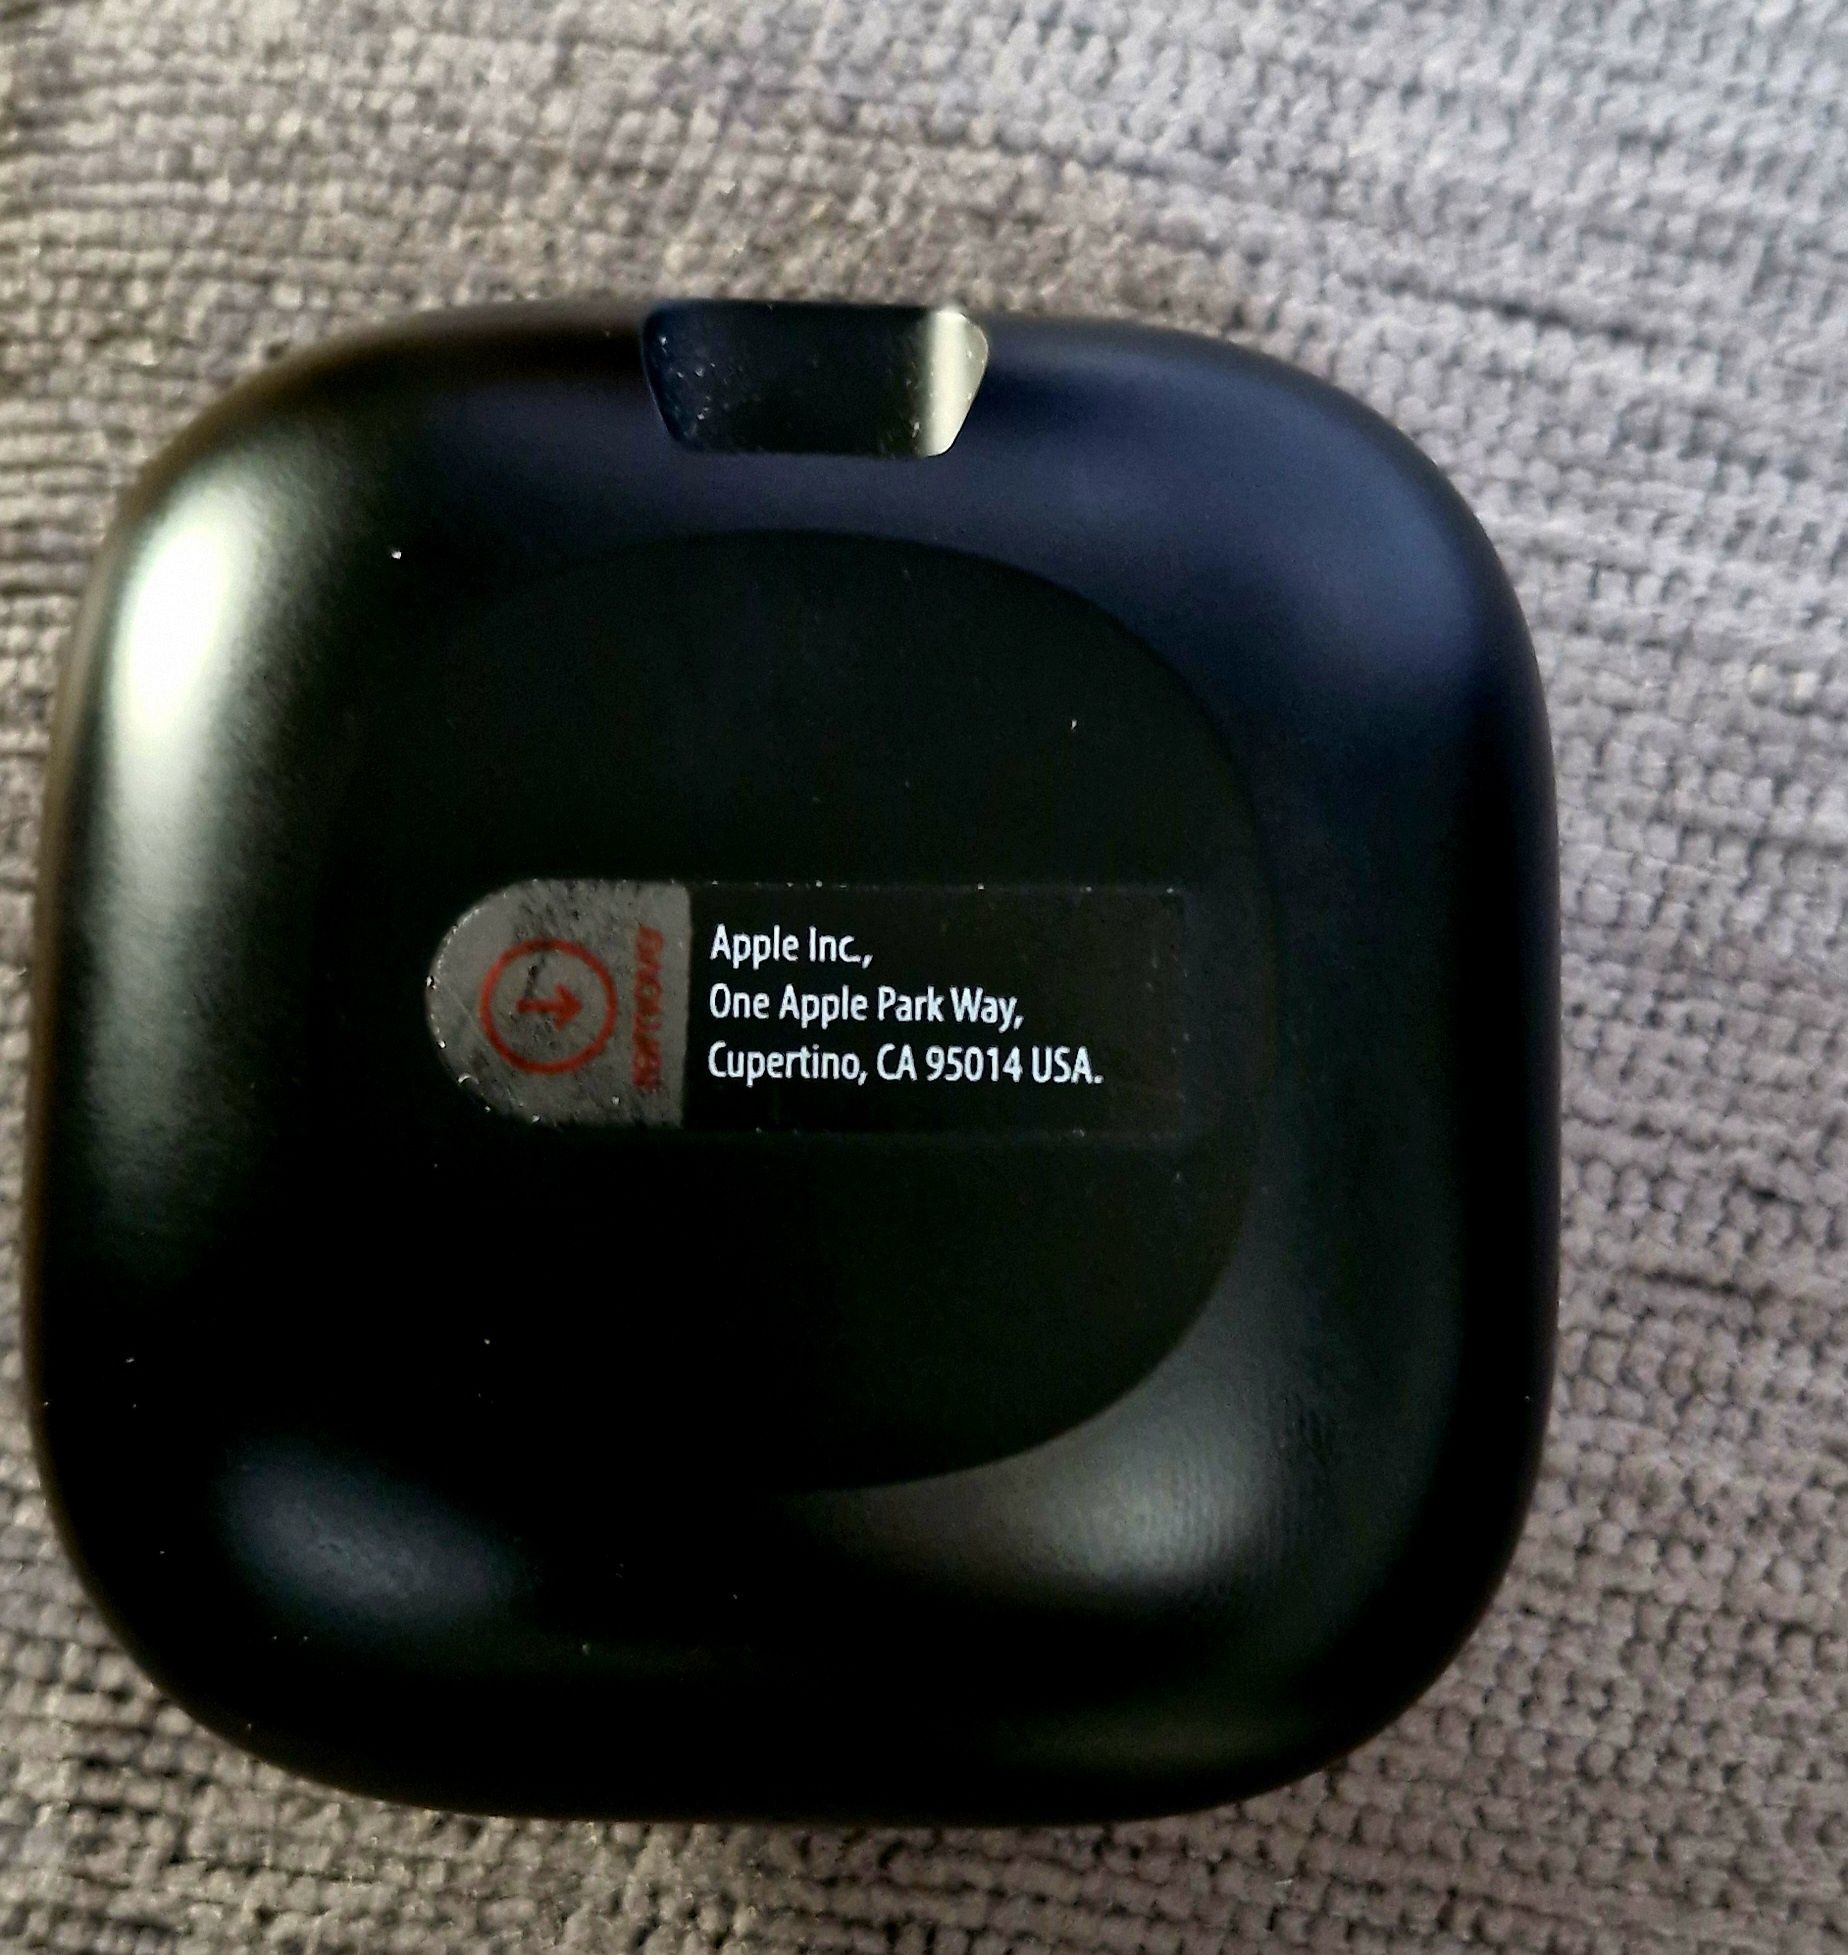 Apple Inc.,
One Apple Park Way,
Cupertino, CA 95014 USA.